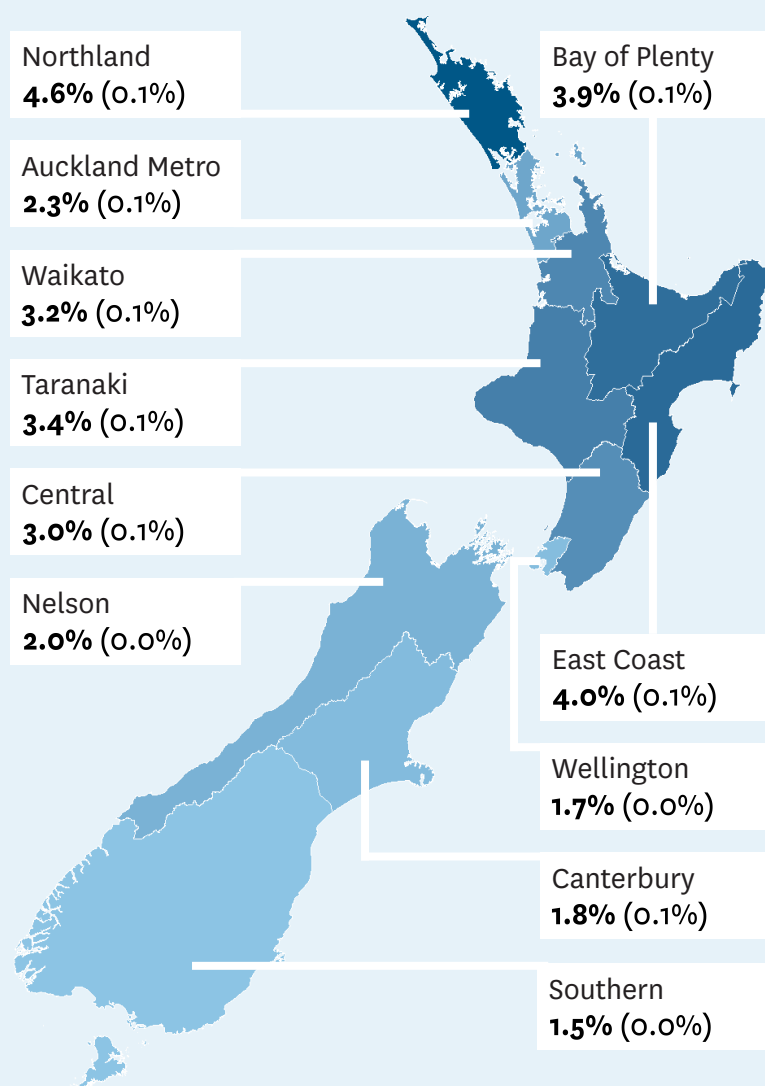 Northland
4.6% (0.1%)
Bay of Plenty
3.9% (0.1%)
Auckland Metro
2.3% (0.1%)
Waikato
3.2% (0.1%)
Taranaki
3.4% (0.1%)
Central
3.0% (0.1%)
Nelson
2.0% (0.0%)
East Coast
4.0% (0.1%)
Wellington
1.7% (0.0%)
Canterbury
1.8% (0.1%)
Southern
1.5% (0.0%)